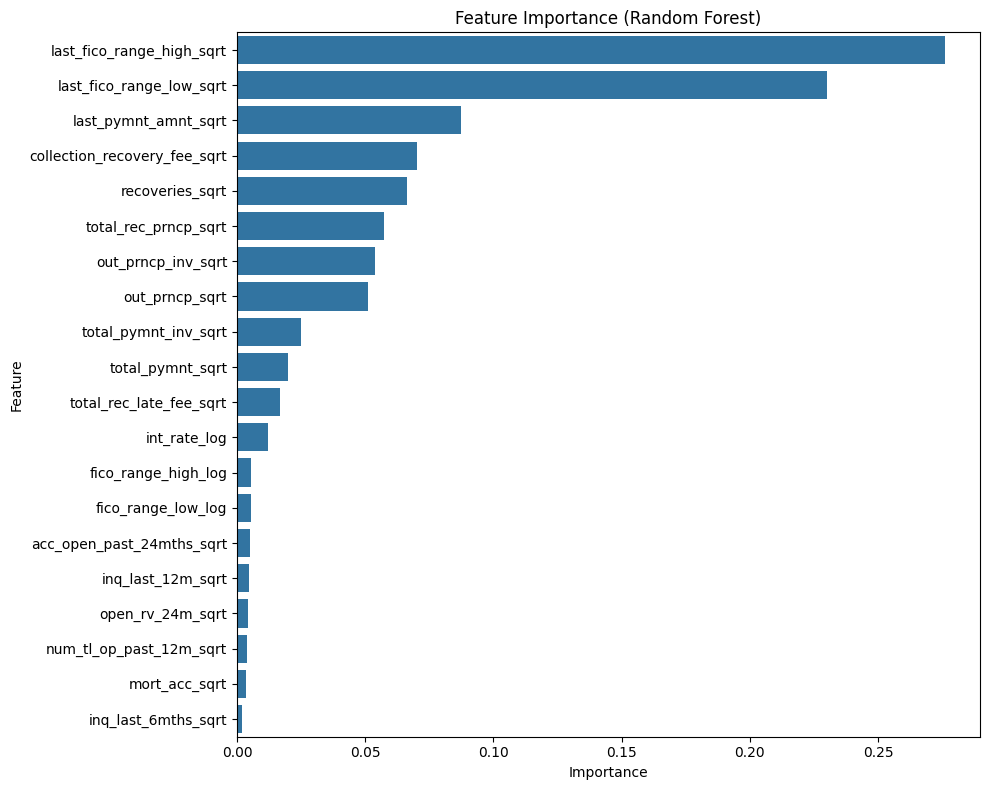 Feature Importance (Random Forest)
last_fico_range_high_sqrt
last_fico_range_low_sqrt
last_pymnt_amnt_sqrt
collection_recovery_fee_sqrt
recoveries_sqrt
total_rec_prncp_sqrt
out_prncp_inv_sqrt
out_prncp_sqrt
total_pymnt_inv_sqrt
total_pymnt_sqrt
total_rec_late_fee_sqrt
int_rate_log
fico_range_high_log
fico_range_low_log
acc_open_past_24mths_sqrt
inq_last_12m_sqrt
open_rv_24m_sqrt
num_tl_op_past_12m_sqrt
mort_acc_sqrt
inq_last_6mths_sqrt
Feature
0.00 0.05 0.10 0.15 0.20 0.25
Importance